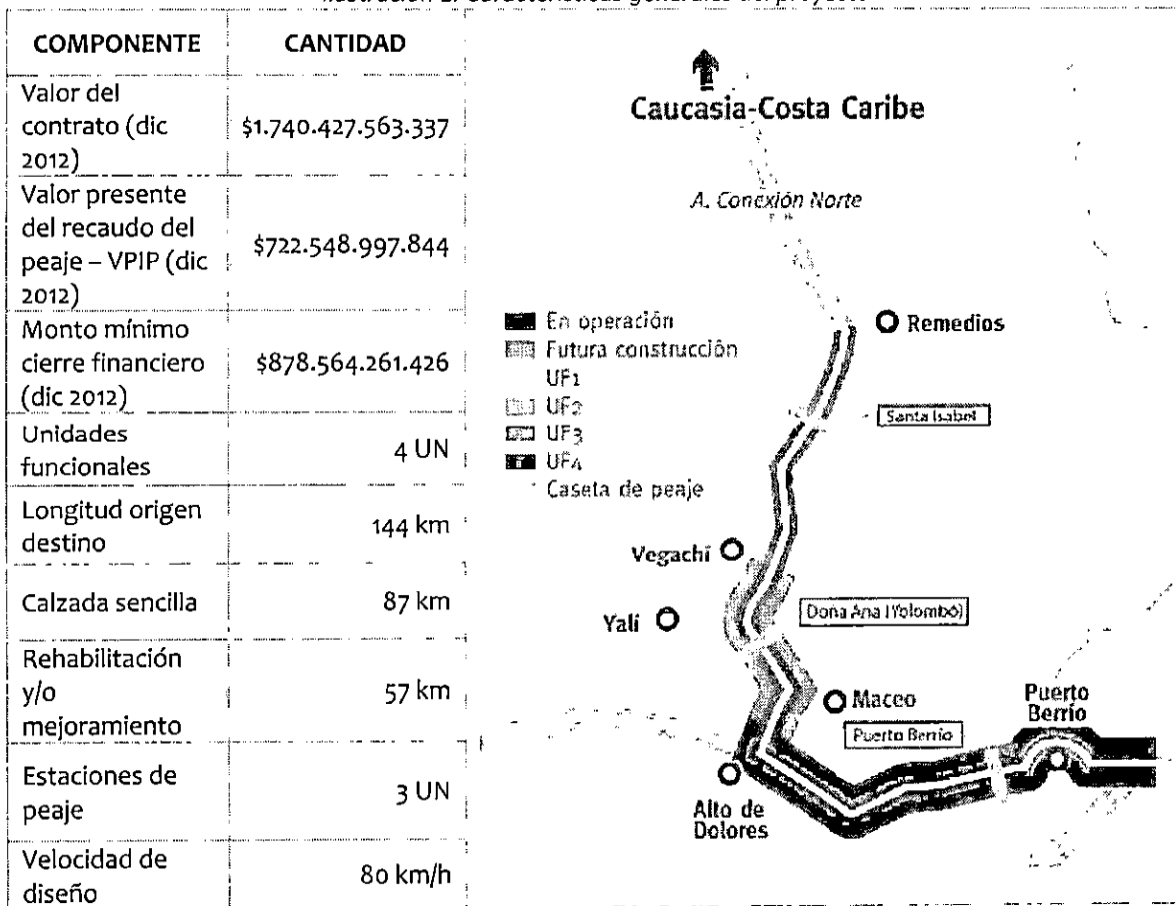 COMPONENTE CANTIDAD
Valor del
contrato (dic
2012)
$1.740.427.563.337
Valor presente
del recaudo del
peaje – VPIP (dic
2012)
$722.548.997.844
Monto mínimo
cierre financiero
(dic 2012)
$878.564.261.426
Unidades
funcionales
4 UN
Longitud origen
destino
144 km
Calzada sencilla
87 km
Rehabilitación
y/o
mejoramiento
57 km
Estaciones de
peaje
3 UN
Velocidad de
diseño
80 km/h
Caucasia-Costa Caribe
A. Conexión Norte
En operación
Futura construcción
UF1
UF2
UF3
UF4
Caseta de peaje
Remedios
Santa Isabel
Vegachí
Yalí
Doña Ana (Yolombó)
Maceo
Puerto Berrío
Puerto
Berrío
Alto de
Dolores